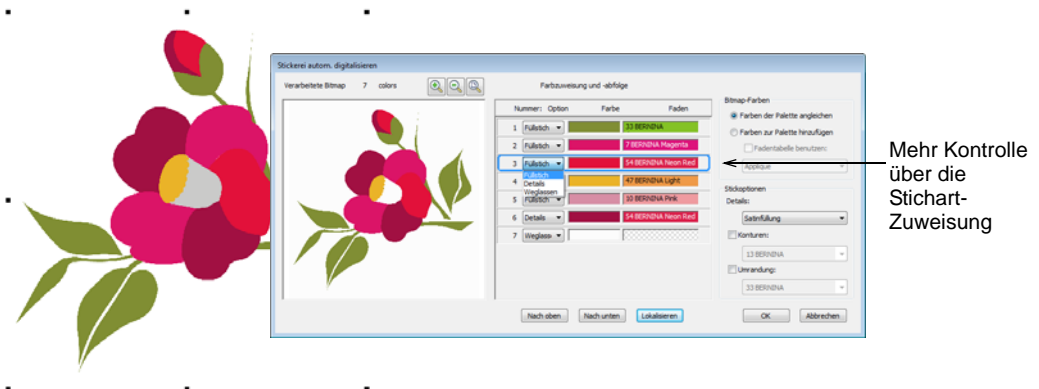 Stickerei autom. digitalisieren
Verarbeitete Bitmap 7 colors
Farbzuweisung und -abfolge
Nummer: Option Farbe Faden
1 Füllstich 33 BERNINA
2 Füllstich 7 BERNINA Magenta
3 Füllstich 54 BERNINA Neon Red
Füllstich
Details
Weglassen
4 47 BERNINA Light
5 Füllstich 10 BERNINA Pink
6 Details 54 BERNINA Neon Red
7 Weglass
Bitmap-Farben
Farben der Palette angleichen
Farben zur Palette hinzufügen
Fadentabelle benutzen:
Applique
Stickoptionen
Details:
Satinfüllung
Konturen:
13 BERNINA
Umrandung:
33 BERNINA
Nach oben Nach unten Lokalisieren OK Abbrechen
Mehr Kontrolle
über die
Stichart-
Zuweisung